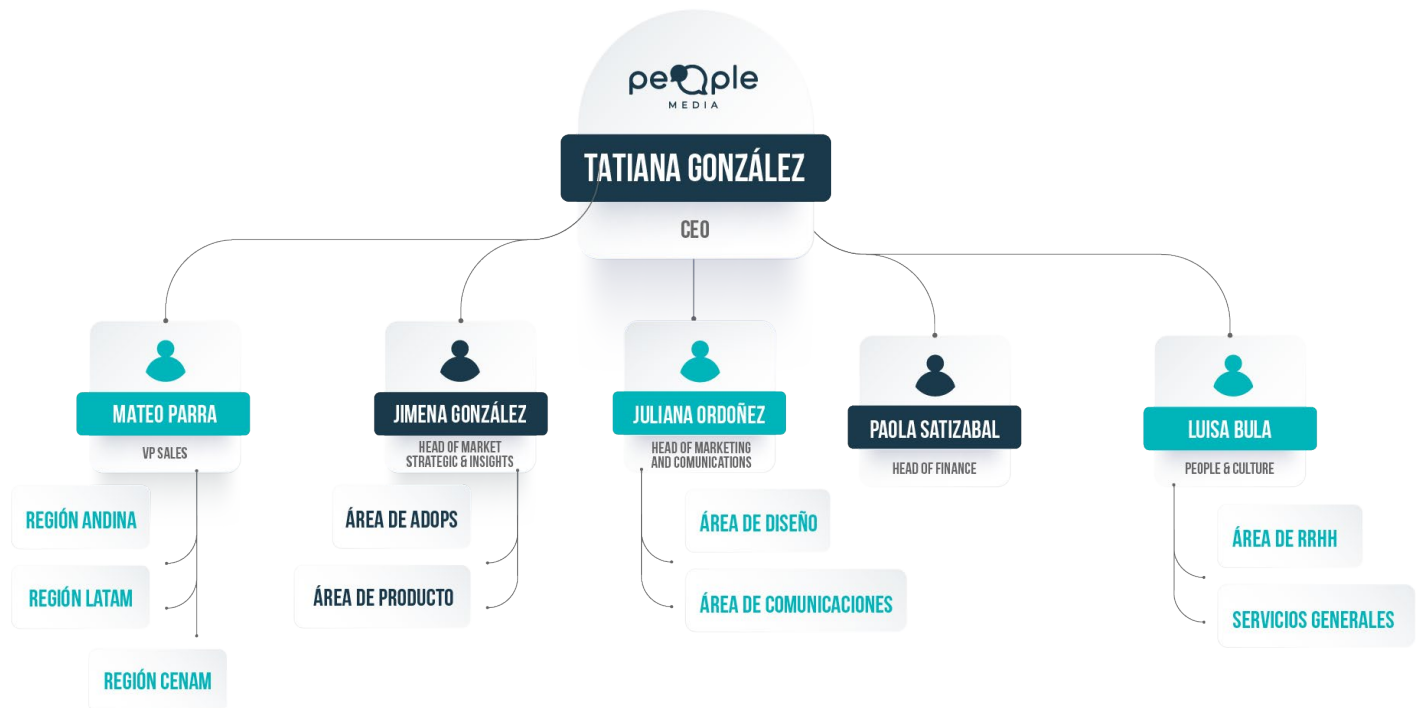 people
MEDIA
TATIANA GONZÁLEZ
CEO
MATEO PARRA
VP SALES
REGIÓN ANDINA
REGIÓN LATAM
REGIÓN CENAM
JIMENA GONZÁLEZ
HEAD OF MARKET
STRATEGIC & INSIGHTS
ÁREA DE ADOPS
ÁREA DE PRODUCTO
JULIANA ORDOÑEZ
HEAD OF MARKETING
AND COMUNICATIONS
ÁREA DE DISEÑO
ÁREA DE COMUNICACIONES
PAOLA SATIZABAL
HEAD OF FINANCE
LUISA BULA
PEOPLE & CULTURE
ÁREA DE RRHH
SERVICIOS GENERALES